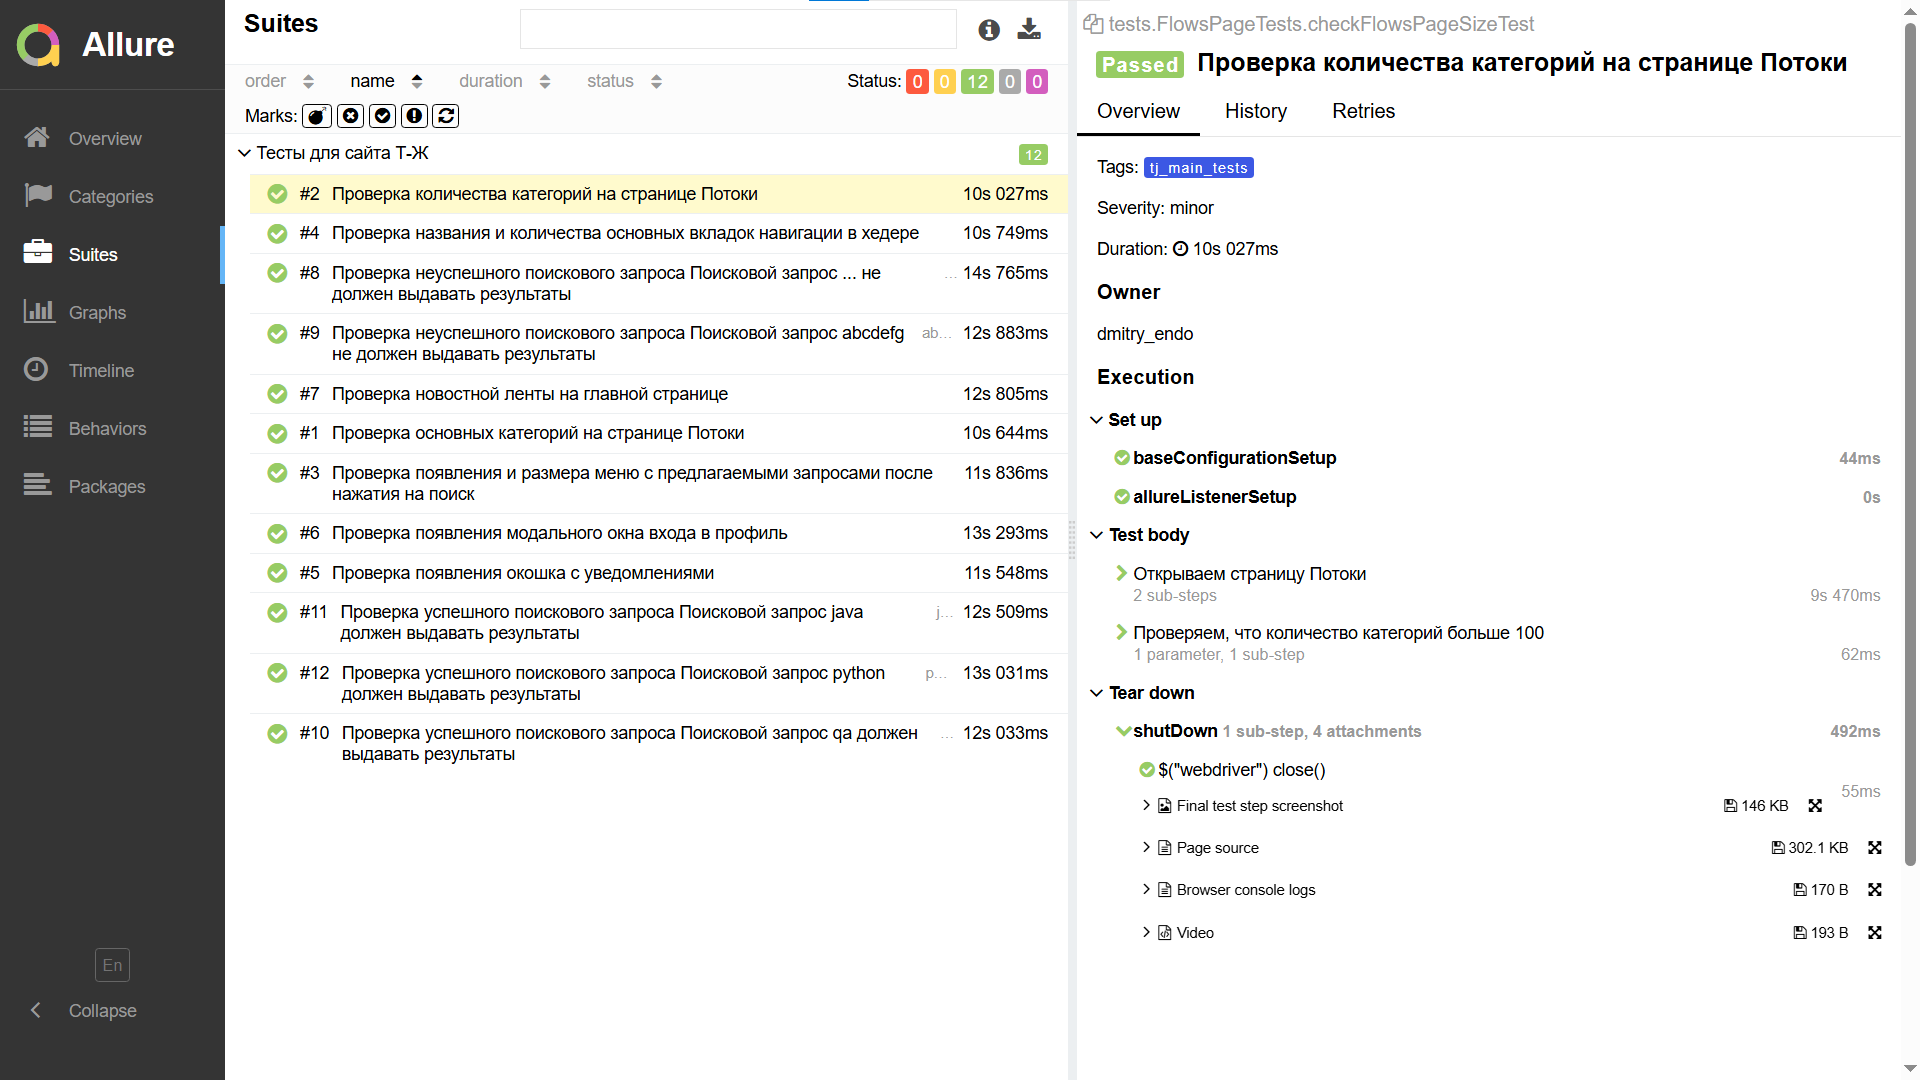 Allure
Overview
Categories
Suites
Graphs
Timeline
Behaviors
Packages
En
Collapse
Suites
order name duration status
Status: 0 0 12 0 0
Marks:
Тесты для сайта Т-Ж 12
#2 Проверка количества категорий на странице Потоки 10s 027ms
#4 Проверка названия и количества основных вкладок навигации в хедере 10s 749ms
#8 Проверка неуспешного поискового запроса Поисковой запрос ... не ... 14s 765ms
должен выдавать результаты
#9 Проверка неуспешного поискового запроса Поисковой запрос abcdefg ab... 12s 883ms
не должен выдавать результаты
#7 Проверка новостной ленты на главной странице 12s 805ms
#1 Проверка основных категорий на странице Потоки 10s 644ms
#3 Проверка появления и размера меню с предлагаемыми запросами после 11s 836ms
нажатия на поиск
#6 Проверка появления модального окна входа в профиль 13s 293ms
#5 Проверка появления окошка с уведомлениями 11s 548ms
#11 Проверка успешного поискового запроса Поисковой запрос java j... 12s 509ms
должен выдавать результаты
#12 Проверка успешного поискового запроса Поисковой запрос python p... 13s 031ms
должен выдавать результаты
#10 Проверка успешного поискового запроса Поисковой запрос qa должен ... 12s 033ms
выдавать результаты
tests.FlowsPageTests.checkFlowsPageSizeTest
Passed Проверка количества категорий на странице Потоки
Overview History Retries
Tags: tj_main_tests
Severity: minor
Duration: 10s 027ms
Owner
dmitry_endo
Execution
Set up
baseConfigurationSetup 44ms
allureListenerSetup 0s
Test body
Открываем страницу Потоки
2 sub-steps 9s 470ms
Проверяем, что количество категорий больше 100
1 parameter, 1 sub-step 62ms
Tear down
shutDown 1 sub-step, 4 attachments 492ms
$("webdriver") close()
55ms
Final test step screenshot 146 KB
Page source 302.1 KB
Browser console logs 170 B
Video 193 B